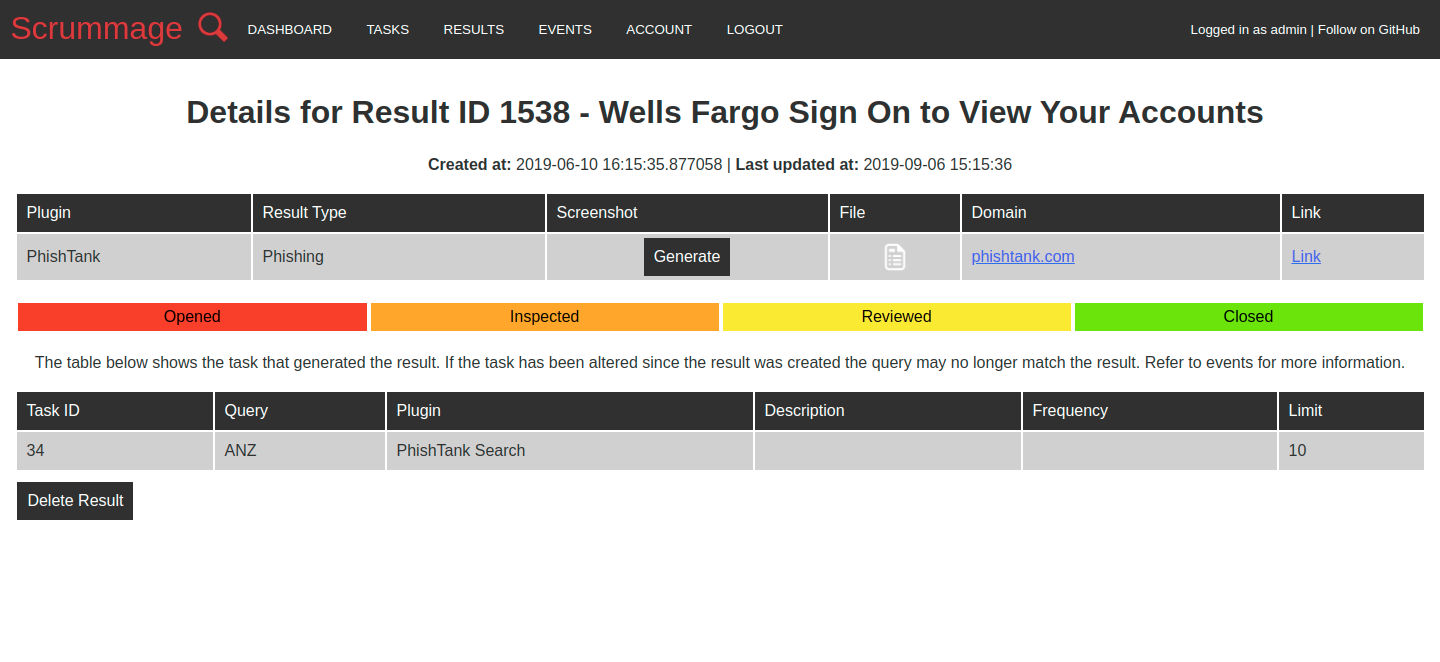 Scrummage DASHBOARD TASKS RESULTS EVENTS ACCOUNT LOGOUT Logged in as admin | Follow on GitHub
Details for Result ID 1538 - Wells Fargo Sign On to View Your Accounts
Created at: 2019-06-10 16:15:35.877058 | Last updated at: 2019-09-06 15:15:36
Plugin Result Type Screenshot File Domain Link
PhishTank Phishing Generate phishtank.com Link
Opened Inspected Reviewed Closed
The table below shows the task that generated the result. If the task has been altered since the result was created the query may no longer match the result. Refer to events for more information.
Task ID Query Plugin Description Frequency Limit
34 ANZ PhishTank Search 10
Delete Result